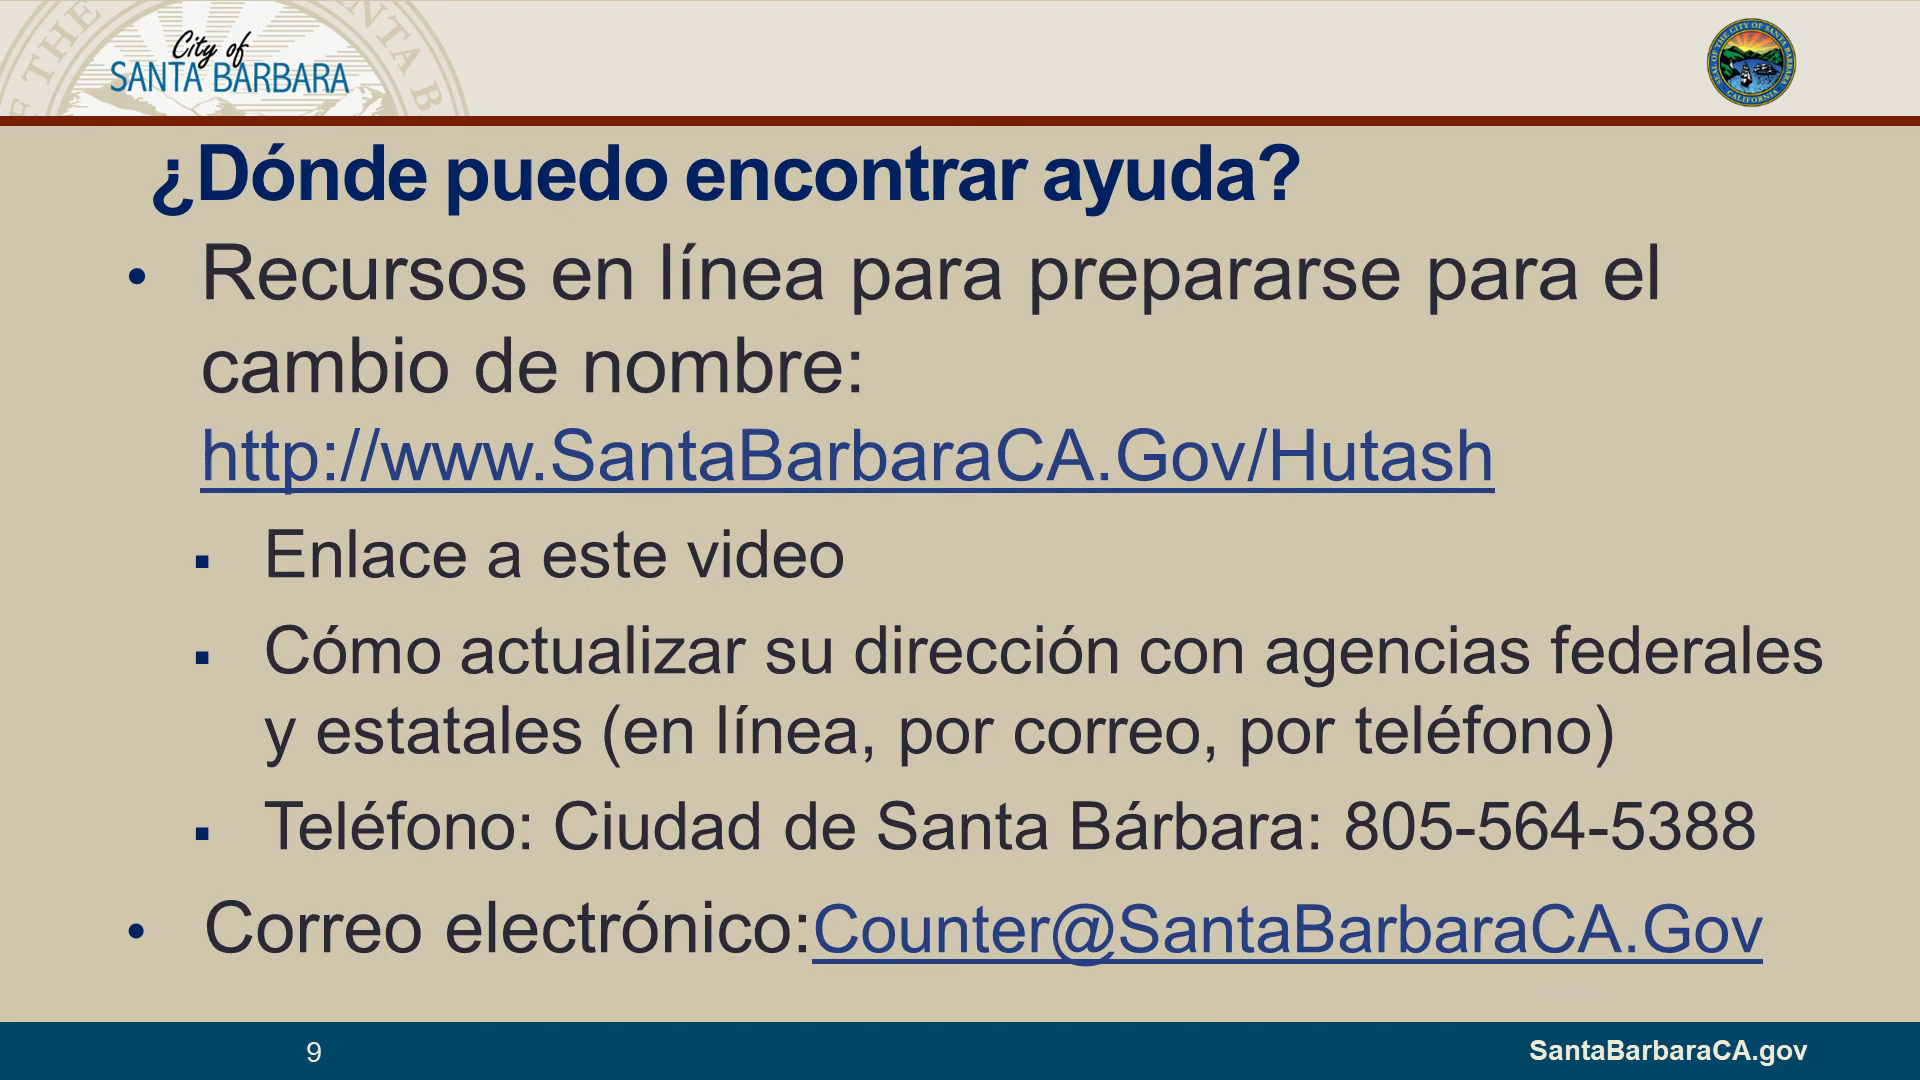 City of
SANTA BARBARA
¿Dónde puedo encontrar ayuda?
• Recursos en línea para prepararse para el
cambio de nombre:
http://www.SantaBarbaraCA.Gov/Hutash
▪ Enlace a este video
▪ Cómo actualizar su dirección con agencias federales
y estatales (en línea, por correo, por teléfono)
▪ Teléfono: Ciudad de Santa Bárbara: 805-564-5388
• Correo electrónico:Counter@SantaBarbaraCA.Gov
9
SantaBarbaraCA.gov